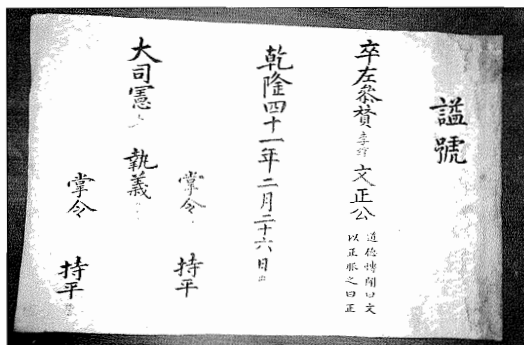 諡號
卒左參贊李縡文正公
道德博聞曰文
以正服之曰正
乾隆四十一年二月二十六日
大司憲
執義
掌令
持平
掌令
持平